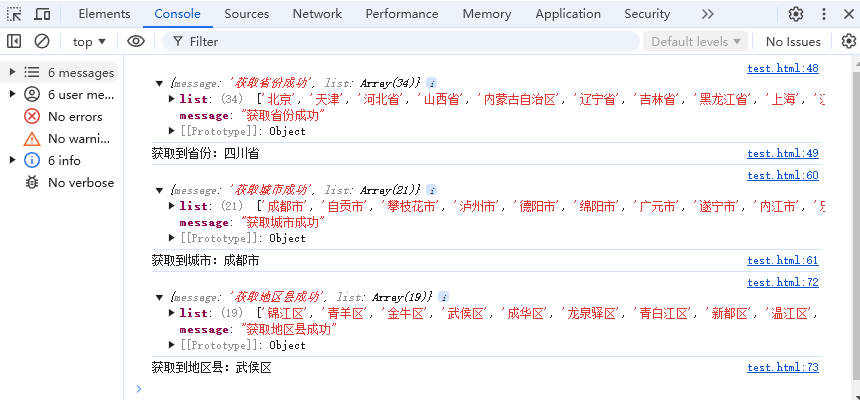 Elements Console Sources Network Performance Memory Application Security
top Filter Default levels No Issues
6 messages
6 user me...
No errors
No warni...
6 info
No verbose
test.html:48
{message: '获取省份成功', list: Array(34)} i
list: (34) ['北京', '天津', '河北省', '山西省', '内蒙古自治区', '辽宁省', '吉林省', '黑龙江省', '上海',
message: "获取省份成功"
[[Prototype]]: Object
获取到省份：四川省 test.html:49
test.html:60
{message: '获取城市成功', list: Array(21)} i
list: (21) ['成都市', '自贡市', '攀枝花市', '泸州市', '德阳市', '绵阳市', '广元市', '遂宁市', '内江市',
message: "获取城市成功"
[[Prototype]]: Object
获取到城市：成都市 test.html:61
test.html:72
{message: '获取地区县成功', list: Array(19)} i
list: (19) ['锦江区', '青羊区', '金牛区', '武侯区', '成华区', '龙泉驿区', '青白江区', '新都区', '温江区',
message: "获取地区县成功"
[[Prototype]]: Object
获取到地区县：武侯区 test.html:73